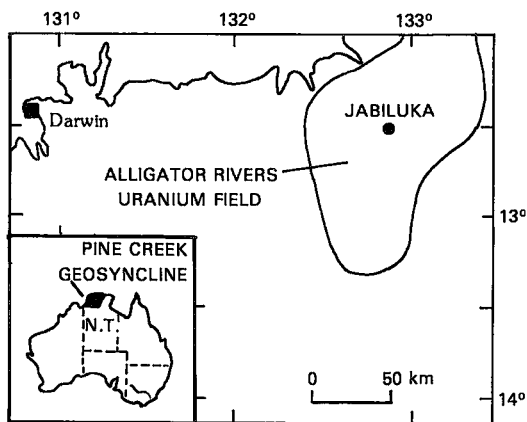 131° 132° 133°
Darwin
JABILUKA
ALLIGATOR RIVERS
URANIUM FIELD
13°
PINE CREEK
GEOSYNCLINE
N.T.
0 50 km
14°